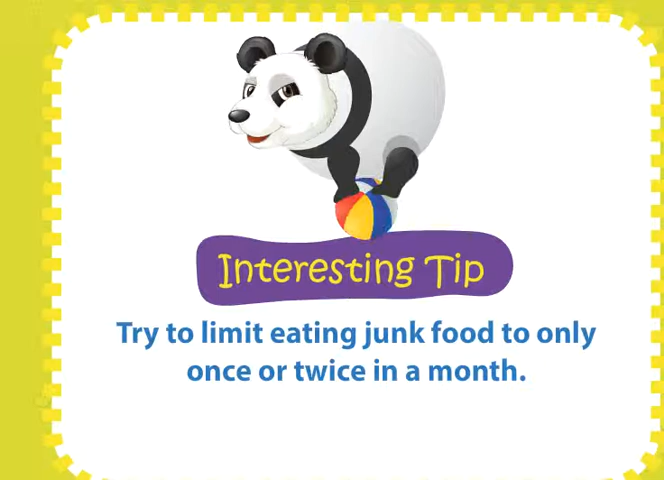 Interesting Tip
Try to limit eating junk food to only
once or twice in a month.